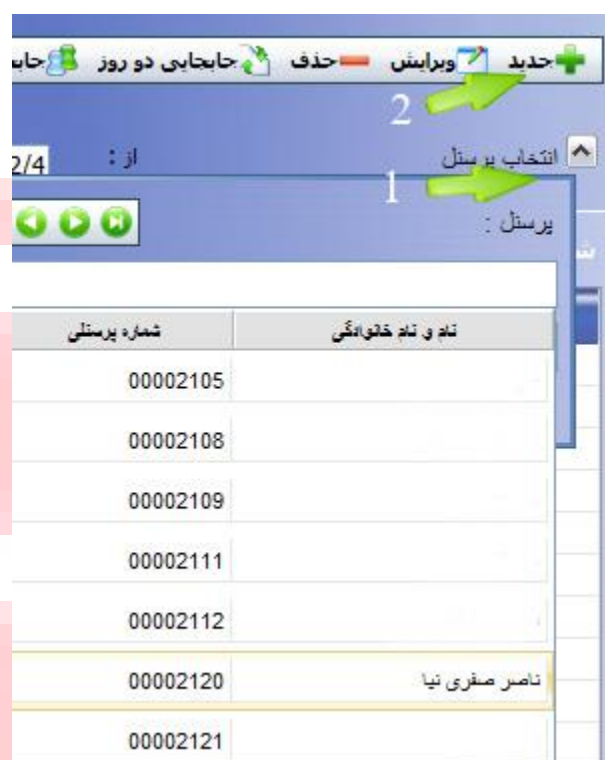 جدید ویرایش حذف جابجایی دو روز
2
انتخاب پرسنل از : 2/4
1
پرسنل :
نام و نام خانوادگی شماره پرسنلی
00002105
00002108
00002109
00002111
00002112
ناصر صفری نیا 00002120
00002121